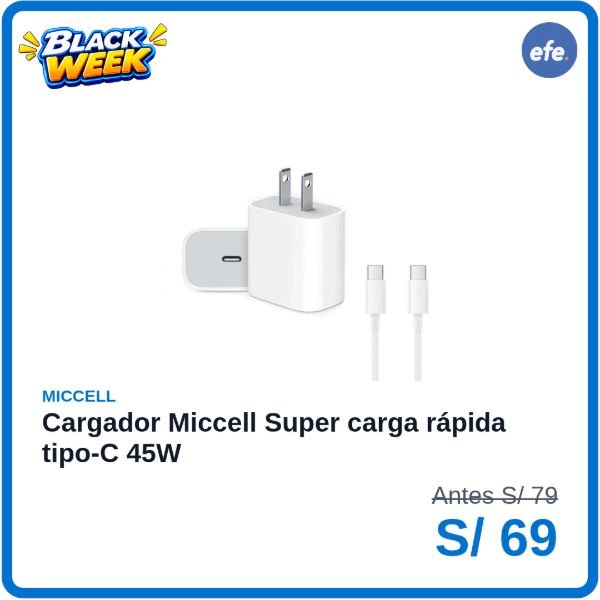 BLACK
WEEK
efe.
MICCELL
Cargador Miccell Super carga rápida
tipo-C 45W
Antes S/ 79
S/ 69